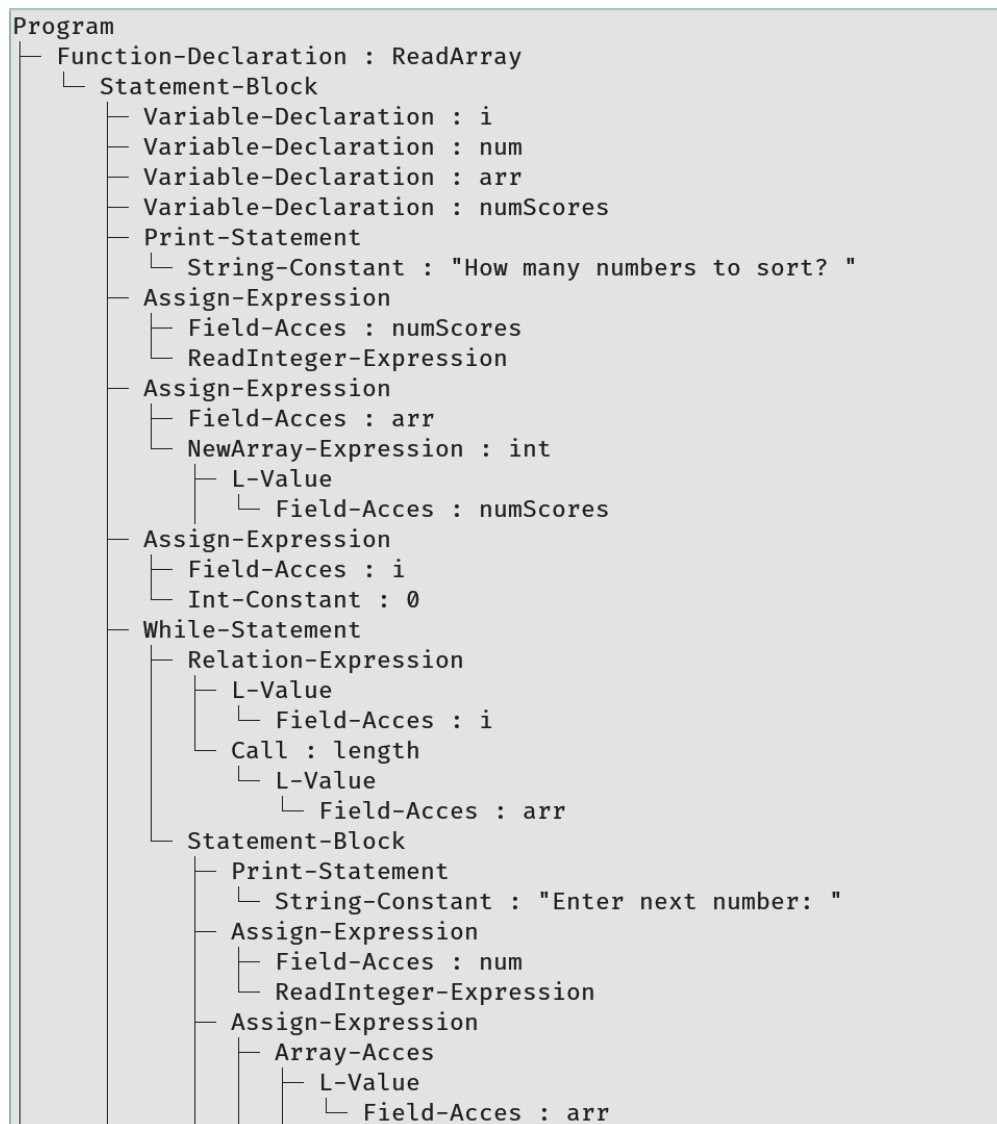 Program
Function-Declaration : ReadArray
Statement-Block
Variable-Declaration : i
Variable-Declaration : num
Variable-Declaration : arr
Variable-Declaration : numScores
Print-Statement
String-Constant : "How many numbers to sort? "
Assign-Expression
Field-Acces : numScores
ReadInteger-Expression
Assign-Expression
Field-Acces : arr
NewArray-Expression : int
L-Value
Field-Acces : numScores
Assign-Expression
Field-Acces : i
Int-Constant : 0
While-Statement
Relation-Expression
L-Value
Field-Acces : i
Call : length
L-Value
Field-Acces : arr
Statement-Block
Print-Statement
String-Constant : "Enter next number: "
Assign-Expression
Field-Acces : num
ReadInteger-Expression
Assign-Expression
Array-Acces
L-Value
Field-Acces : arr